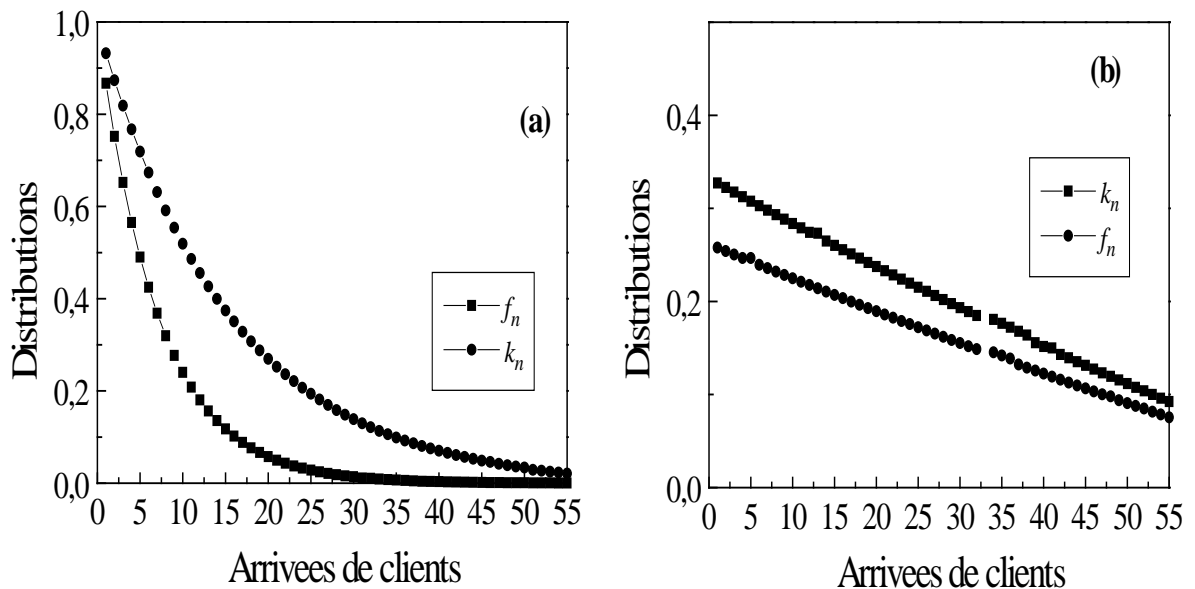 1,0
0,8
0,6
0,4
0,2
0,0
Distributions
(a)
f_n
k_n
0 5 10 15 20 25 30 35 40 45 50 55
Arrivees de clients
0,4
0,2
0,0
Distributions
(b)
k_n
f_n
0 5 10 15 20 25 30 35 40 45 50 55
Arrivees de clients